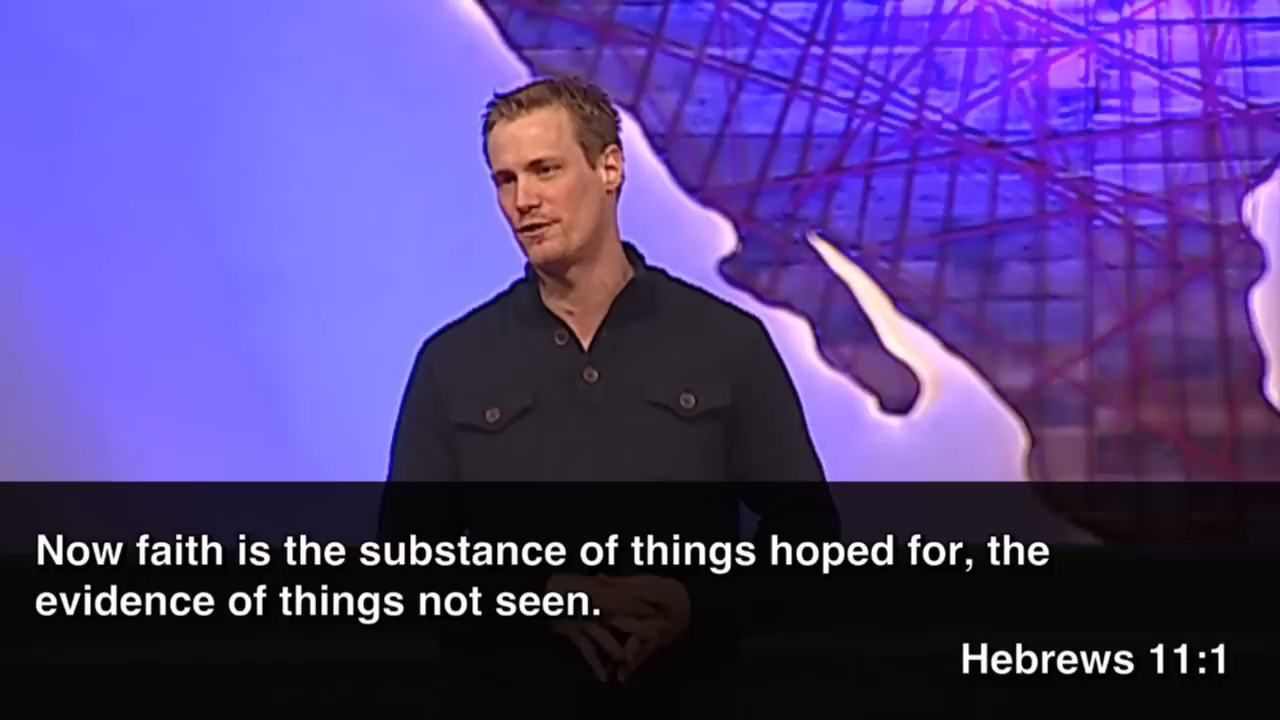 Now faith is the substance of things hoped for, the
evidence of things not seen.
Hebrews 11:1